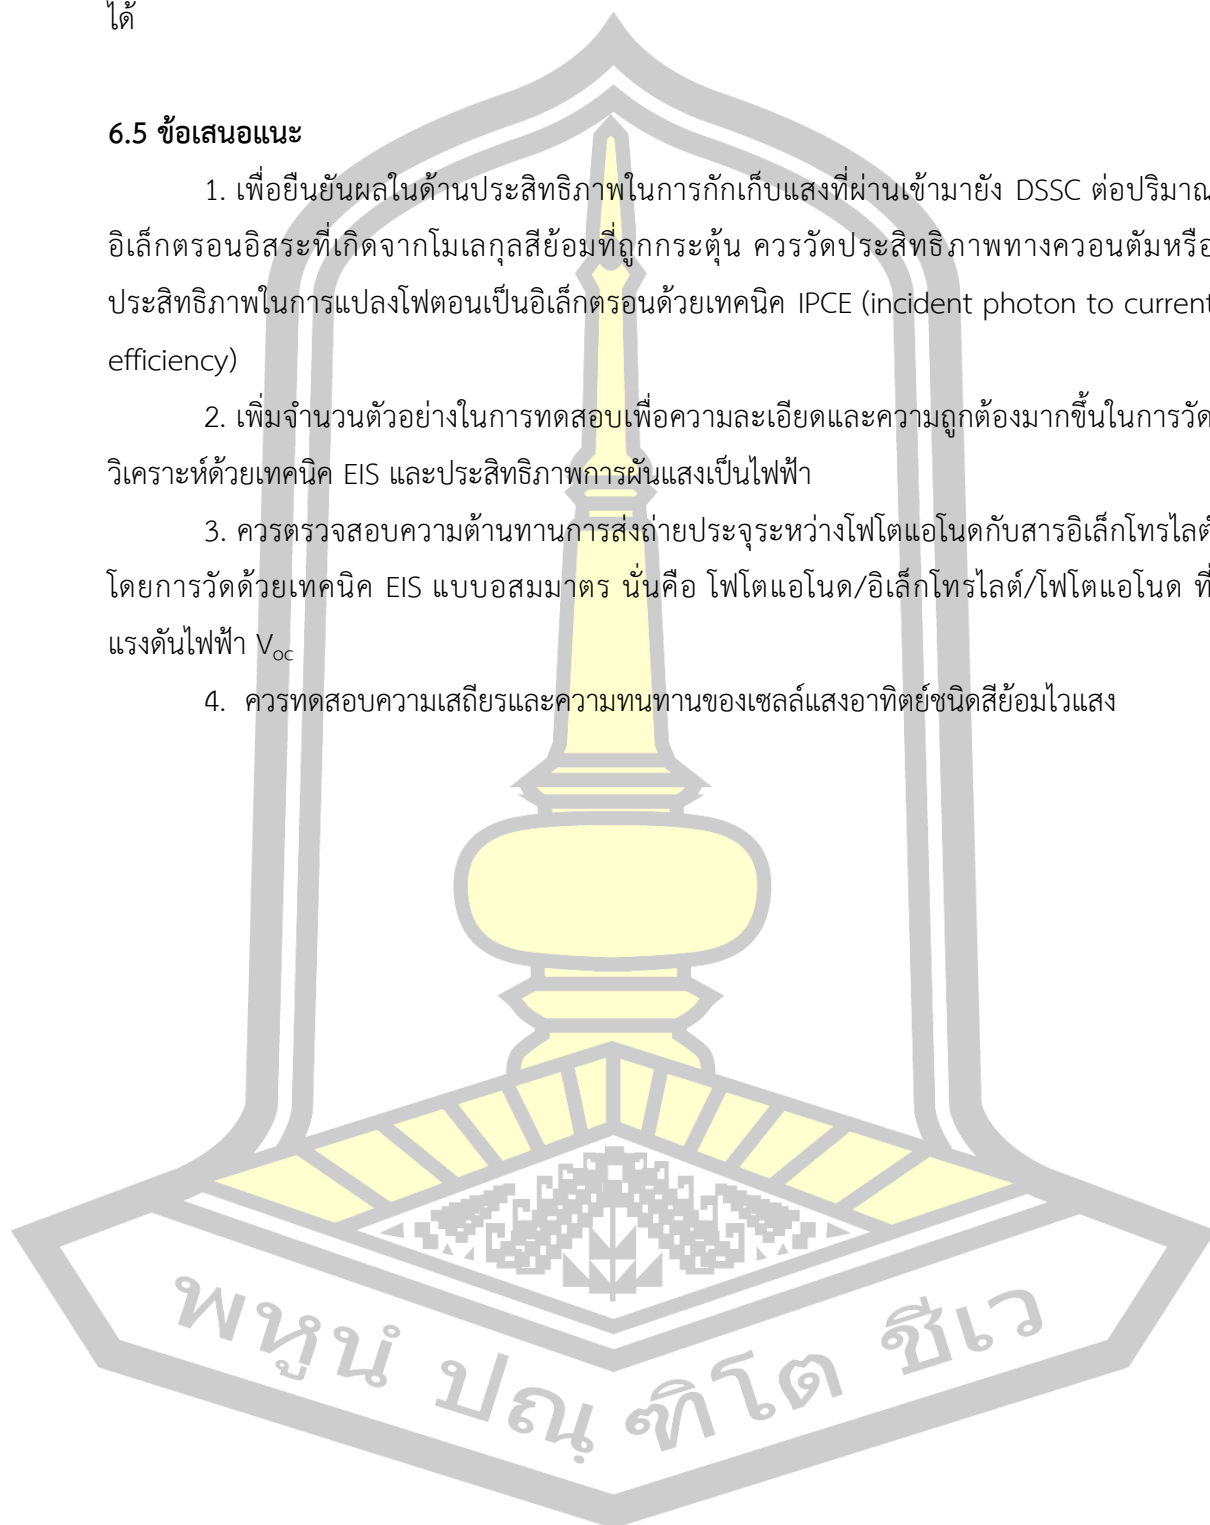 ได้
6.5 ข้อเสนอแนะ
1. เพื่อยืนยันผลในด้านประสิทธิภาพในการกักเก็บแสงที่ผ่านเข้ามายัง DSSC ต่อปริมาณ
อิเล็กตรอนอิสระที่เกิดจากโมเลกุลสีย้อมที่ถูกกระตุ้น ควรวัดประสิทธิภาพทางควอนตัมหรือ
ประสิทธิภาพในการแปลงโฟตอนเป็นอิเล็กตรอนด้วยเทคนิค IPCE (incident photon to current
efficiency)
2. เพิ่มจำนวนตัวอย่างในการทดสอบเพื่อความละเอียดและความถูกต้องมากขึ้นในการวัด
วิเคราะห์ด้วยเทคนิค EIS และประสิทธิภาพการผันแสงเป็นไฟฟ้า
3. ควรตรวจสอบความต้านทานการส่งถ่ายประจุระหว่างโฟโตแอโนดกับสารอิเล็กโทรไลต์
โดยการวัดด้วยเทคนิค EIS แบบอสมมาตร นั่นคือ โฟโตแอโนด/อิเล็กโทรไลต์/โฟโตแอโนด ที่
แรงดันไฟฟ้า Voc
4. ควรทดสอบความเสถียรและความทนทานของเซลล์แสงอาทิตย์ชนิดสีย้อมไวแสง
พหูนํ ปณฺฑิโต ชีเว